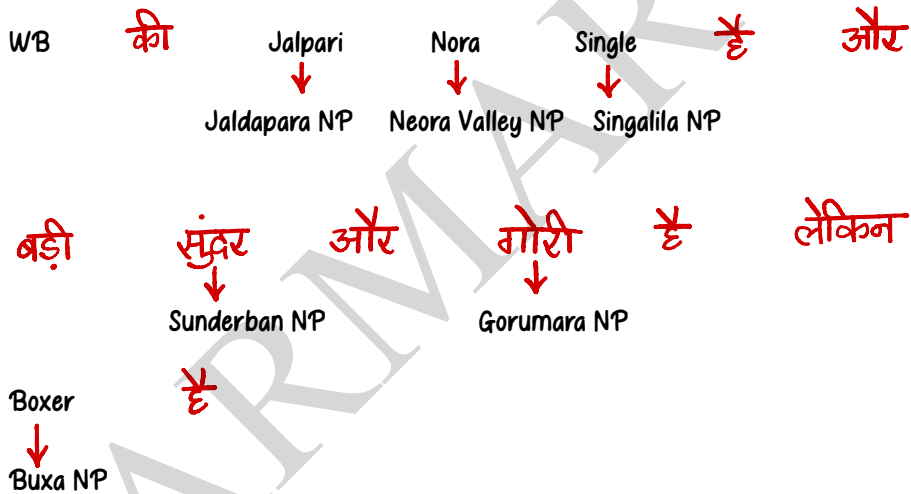 WB की Jalpari Nora Single है और
Jaldapara NP Neora Valley NP Singalila NP
बड़ी सुंदर और गोरी है लेकिन
Sunderban NP Gorumara NP
Boxer है
Buxa NP
ARMAR